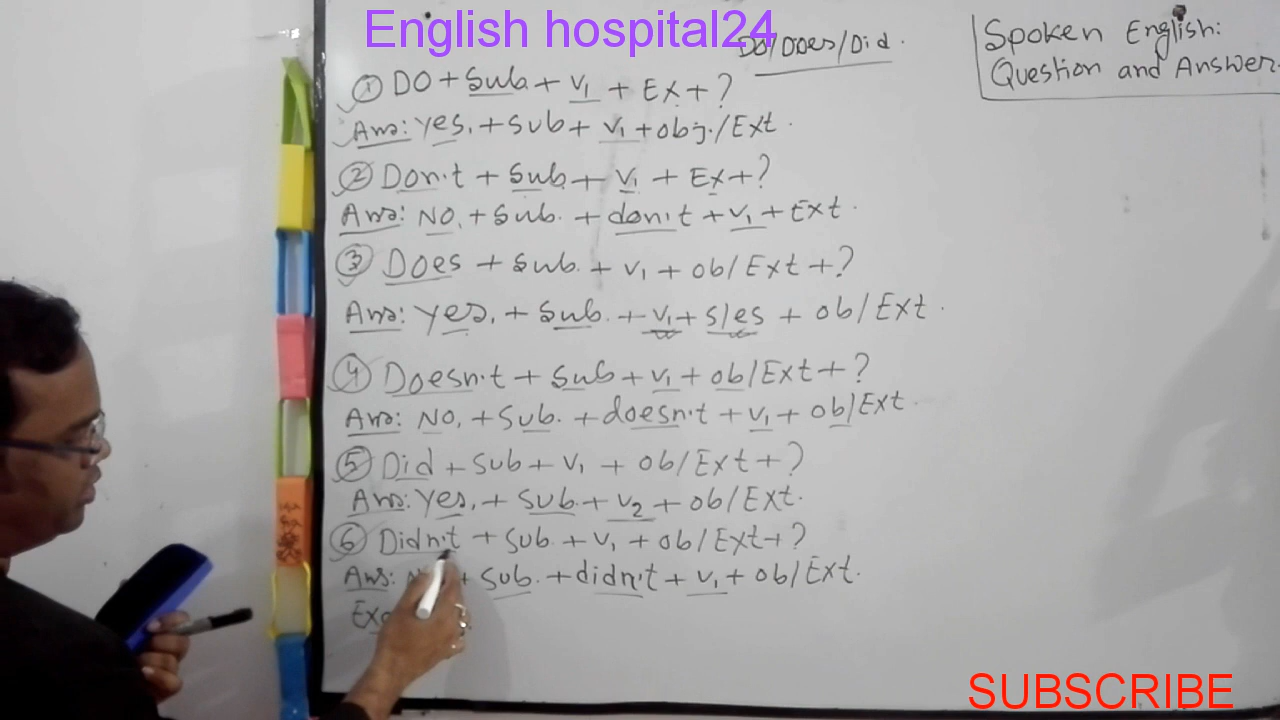 English hospital24
Do/Does/Did.
Spoken English:
Question and Answer
① DO + Sub + V1 + Ex + ?
Ans: Yes, + Sub + V1 + obj./Ext.
② Don't + Sub + V1 + Ex + ?
Ans: NO, + Sub. + don't + V1 + Ext.
③ Does + Sub. + V1 + ob/Ext + ?
Ans: Yes, + Sub. + V1 + s/es + ob/Ext.
④ Doesn't + Sub + V1 + ob/Ext + ?
Ans: No, + Sub. + doesn't + V1 + ob/Ext.
⑤ Did + Sub + V1 + ob/Ext + ?
Ans: Yes, + Sub. + V2 + ob/Ext.
⑥ Didn't + Sub. + V1 + ob/Ext + ?
Ans: + Sub. + didn't + V1 + ob/Ext.
SUBSCRIBE